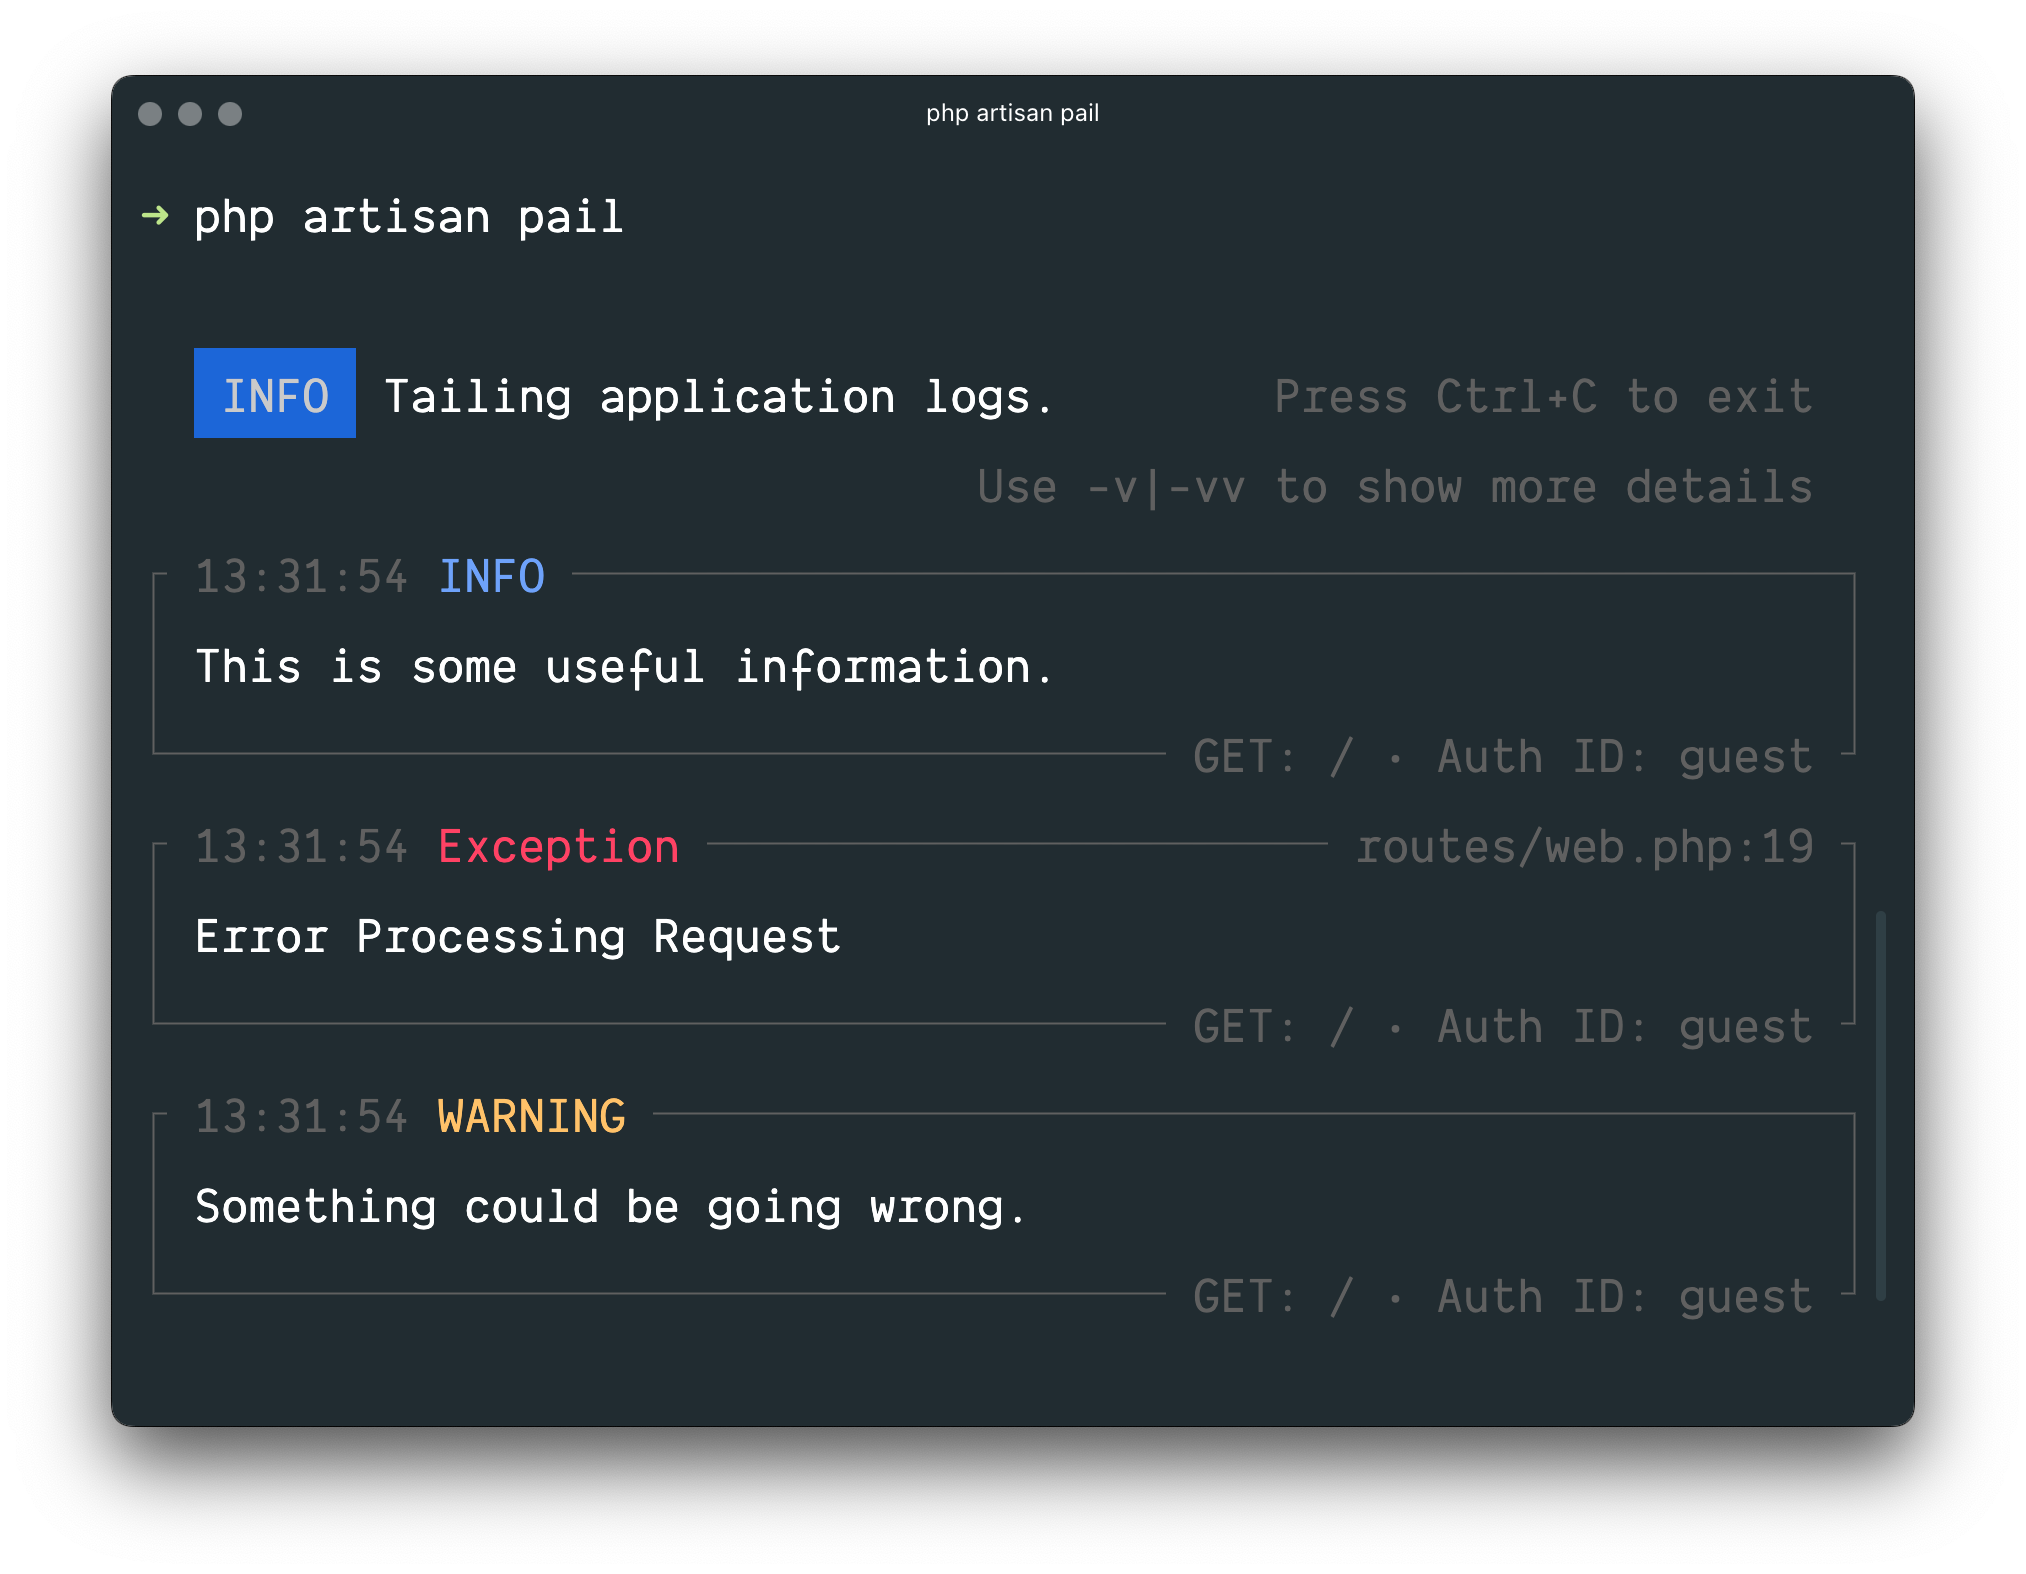 php artisan pail
➜ php artisan pail
INFO Tailing application logs. Press Ctrl+C to exit
Use -v|-vv to show more details
13:31:54 INFO
This is some useful information.
GET: / · Auth ID: guest
13:31:54 Exception routes/web.php:19
Error Processing Request
GET: / · Auth ID: guest
13:31:54 WARNING
Something could be going wrong.
GET: / · Auth ID: guest